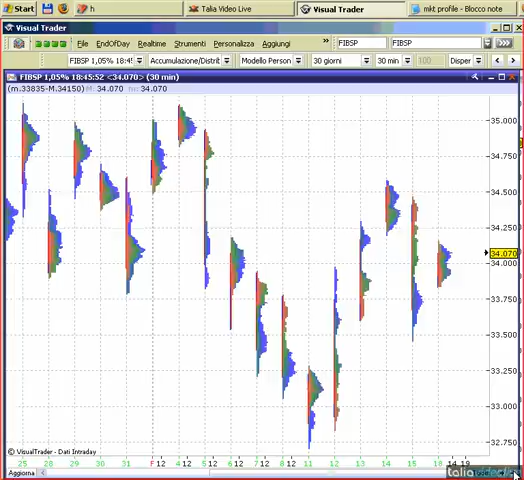 Start h Talia Video Live Visual Trader mkt profile - Blocco note
Visual Trader
File EndOfDay Realtime Strumenti Personalizza Aggiungi FIBSP FIBSP
FIBSP 1,05% 18:4 Accumulazione/Distrit Modello Person 30 giorni 30 min 100 Disper
FIBSP 1,05% 18:45:52 <34.070> (30 min)
(m.33835-M.34150) M: 34.070 m: 34.070
35.000
34.750
34.500
34.250
34.070
34.000
33.750
33.500
33.250
33.000
32.750
© VisualTrader - Dati Intraday
25 28 29 30 31 F 12 4 12 5 12 6 12 7 12 8 12 11 12 13 14 15 18 14 19
Aggiorna